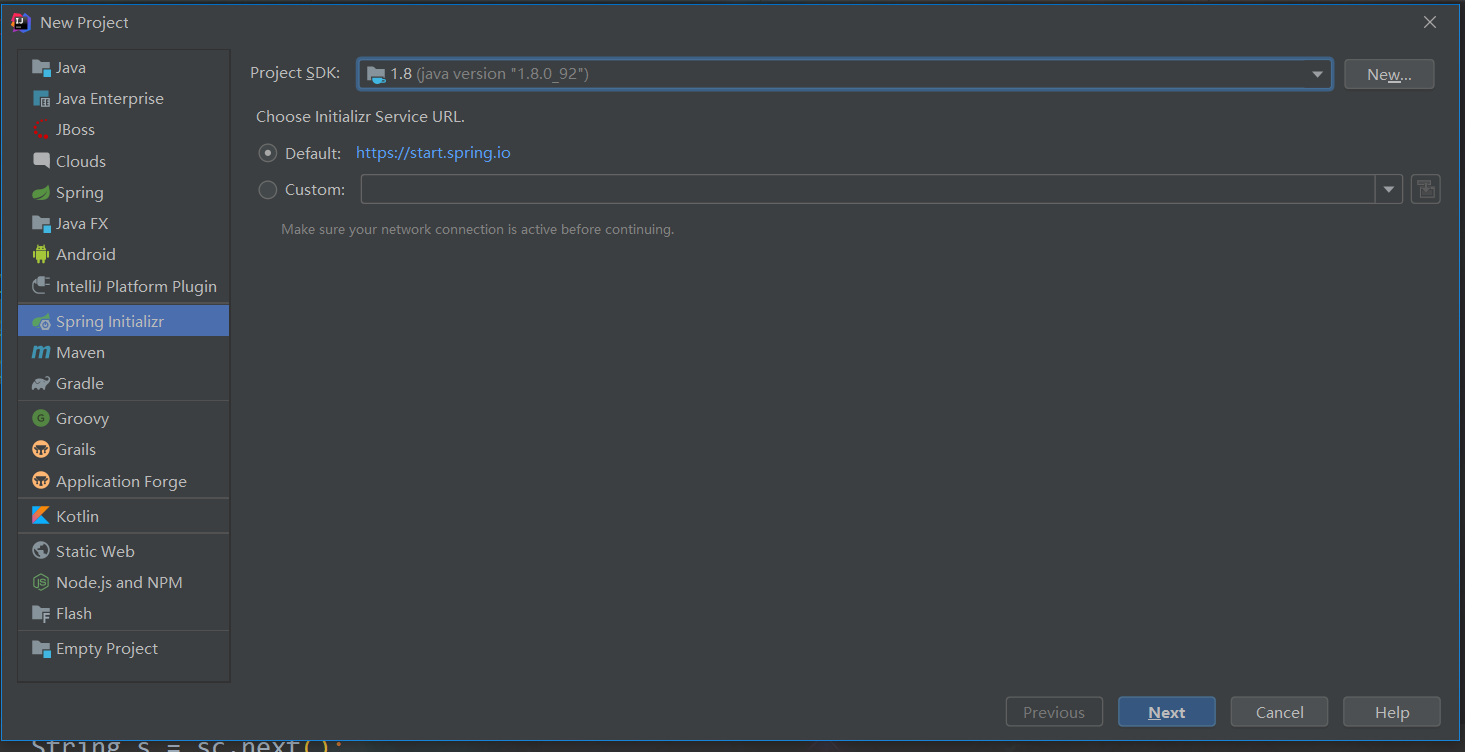 New Project
Java
Java Enterprise
JBoss
Clouds
Spring
Java FX
Android
IntelliJ Platform Plugin
Spring Initializr
Maven
Gradle
Groovy
Grails
Application Forge
Kotlin
Static Web
Node.js and NPM
Flash
Empty Project
Project SDK: 1.8 (java version "1.8.0_92") New...
Choose Initializr Service URL.
Default: https://start.spring.io
Custom:
Make sure your network connection is active before continuing.
Previous Next Cancel Help
String s = sc.next();